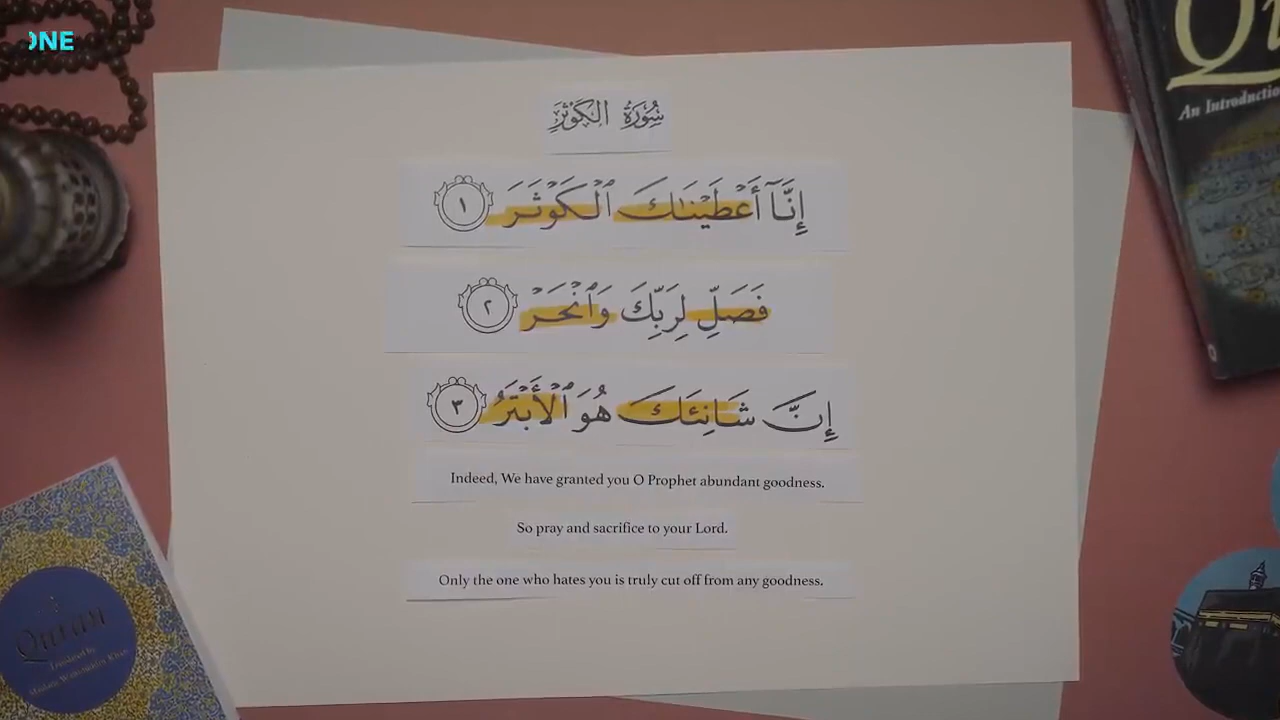 ONE
سُورَةُ الكَوْثَرِ
إِنَّآ أَعۡطَيۡنَٰكَ ٱلۡكَوۡثَرَ ١
فَصَلِّ لِرَبِّكَ وَٱنۡحَرۡ ٢
إِنَّ شَانِئَكَ هُوَ ٱلۡأَبۡتَرُ ٣
Indeed, We have granted you O Prophet abundant goodness.
So pray and sacrifice to your Lord.
Only the one who hates you is truly cut off from any goodness.
An Introduction
Quran
Translated by